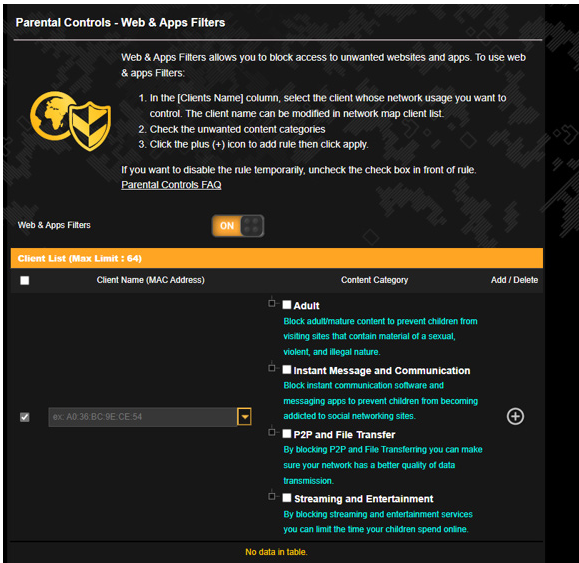 Parental Controls - Web & Apps Filters
Web & Apps Filters allows you to block access to unwanted websites and apps. To use web
& apps Filters:
1. In the [Clients Name] column, select the client whose network usage you want to
control. The client name can be modified in network map client list.
2. Check the unwanted content categories
3. Click the plus (+) icon to add rule then click apply.
If you want to disable the rule temporarily, uncheck the check box in front of rule.
Parental Controls FAQ
Web & Apps Filters
ON
Client List (Max Limit : 64)
Client Name (MAC Address)
Content Category
Add / Delete
Adult
Block adult/mature content to prevent children from
visiting sites that contain material of a sexual,
violent, and illegal nature.
Instant Message and Communication
Block instant communication software and
messaging apps to prevent children from becoming
addicted to social networking sites.
ex: A0:36:BC:9E:CE:54
P2P and File Transfer
By blocking P2P and File Transferring you can make
sure your network has a better quality of data
transmission.
Streaming and Entertainment
By blocking streaming and entertainment services
you can limit the time your children spend online.
No data in table.